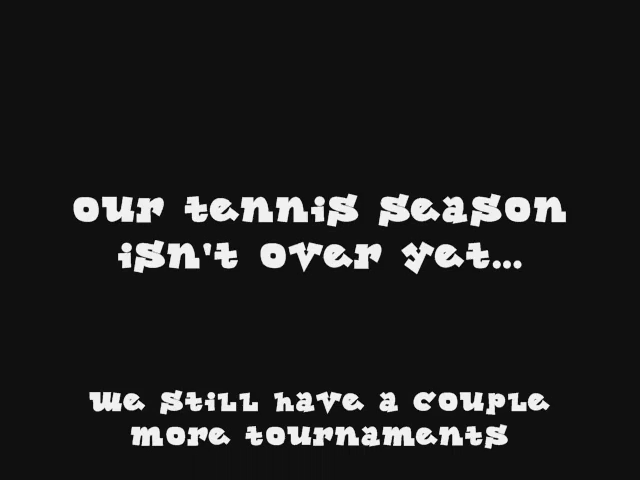 our tennis season
isn't over yet...
we still have a couple
more tournaments